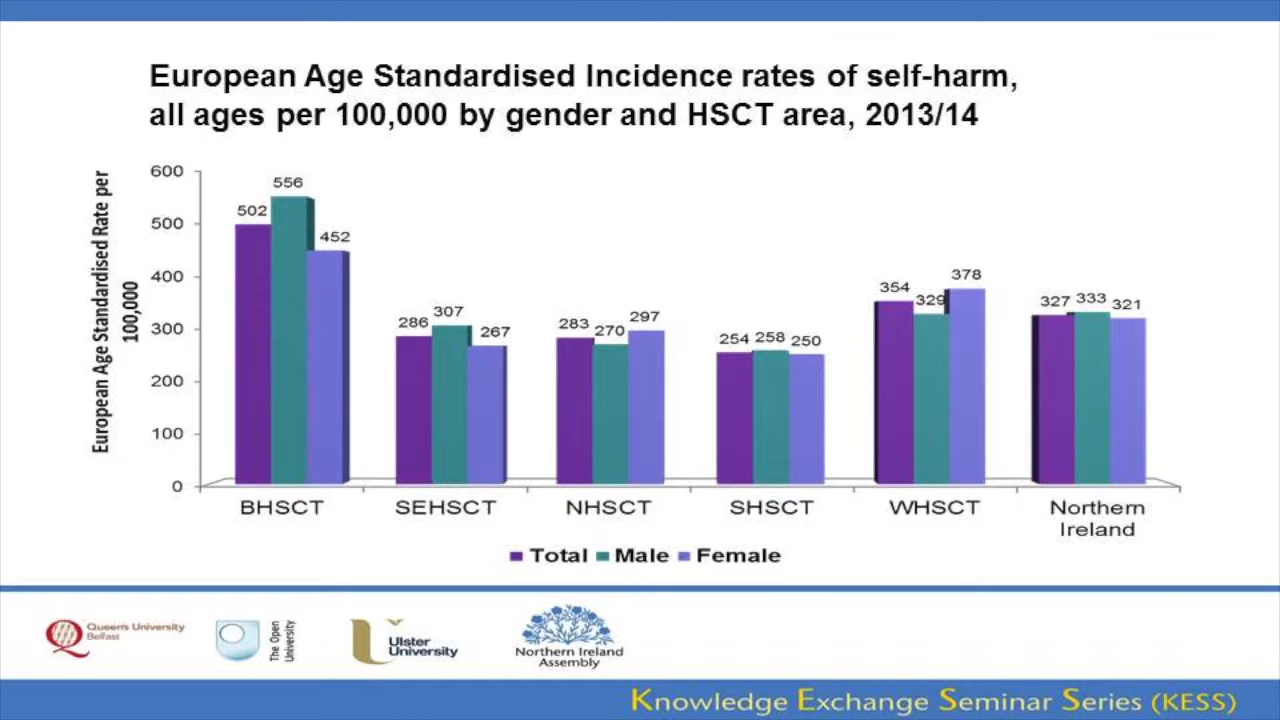 European Age Standardised Incidence rates of self-harm,
all ages per 100,000 by gender and HSCT area, 2013/14
European Age Standardised Rate per
100,000
600
500
400
300
200
100
0
502
556
452
286
307
267
283
270
297
254
258
250
354
329
378
327
333
321
BHSCT
SEHSCT
NHSCT
SHSCT
WHSCT
Northern
Ireland
Total
Male
Female
Queen's University
Belfast
The Open
University
Ulster
University
Northern Ireland
Assembly
Knowledge Exchange Seminar Series (KESS)